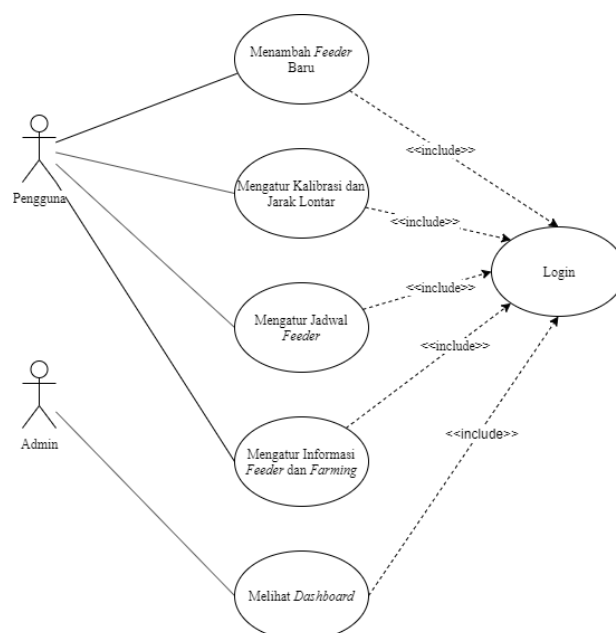 Menambah Feeder
Baru
<<include>>
Pengguna
Mengatur Kalibrasi dan
Jarak Lontar
<<include>>
Login
Mengatur Jadwal
Feeder
<<include>>
<<include>>
Admin
Mengatur Informasi
Feeder dan Farming
<<include>>
Melihat Dashboard